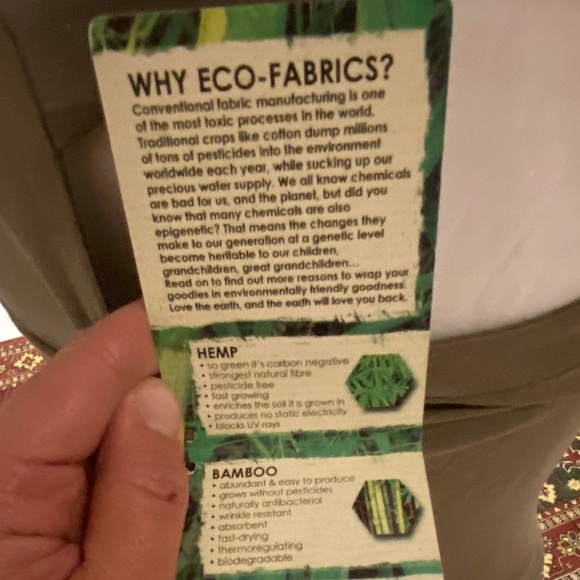 WHY ECO-FABRICS?
Conventional fabric manufacturing is one
of the most toxic processes in the world.
Traditional crops like cotton dump millions
of tons of pesticides into the environment
worldwide each year, while sucking up our
precious water supply. We all know chemicals
are bad for us, and the planet, but did you
know that many chemicals are also
epigenetic? That means the changes they
make to our generation at a genetic level
become heritable to our children,
grandchildren, great grandchildren...
Read on to find out more reasons to wrap your
goodies in environmentally friendly goodness.
Love the earth, and the earth will love you back.
HEMP
• so green it's carbon negative
• strongest natural fibre
• pesticide free
• fast growing
• enriches the soil it is grown in
• produces no static electricity
• blocks UV rays
BAMBOO
• abundant & easy to produce
• grows without pesticides
• naturally antibacterial
• wrinkle resistant
• absorbent
• fast-drying
• thermoregulating
• biodegradable